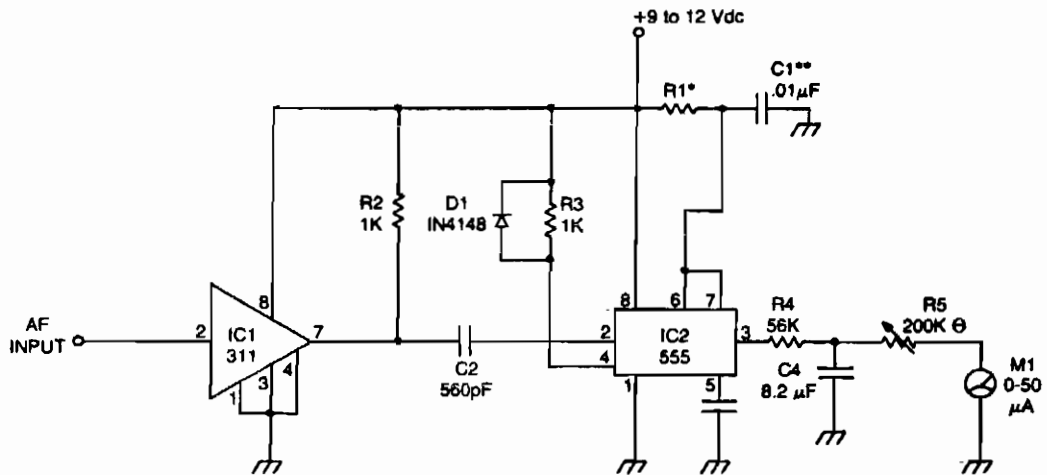 +9 to 12 Vdc
C1**
.01µF
R1*
R2
1K
D1
IN4148
R3
1K
8
AF
INPUT
2
IC1
311
7
3
4
1
C2
560pF
8
6
7
2
IC2
555
3
4
1
5
R4
56K
C4
8.2 µF
R5
200K Θ
M1
0-50
µA